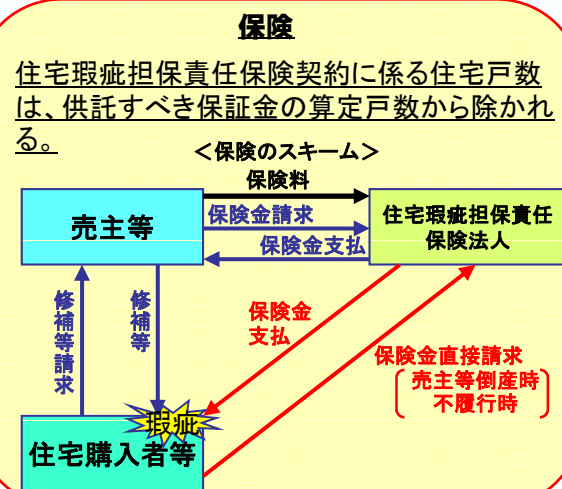 保険
住宅瑕疵担保責任保険契約に係る住宅戸数
は、供託すべき保証金の算定戸数から除かれ
る。
＜保険のスキーム＞
保険料
売主等
保険金請求
保険金支払
住宅瑕疵担保責任
保険法人
修補等請求
修補等
保険金
支払
保険金直接請求
売主等倒産時
不履行時
瑕疵
住宅購入者等